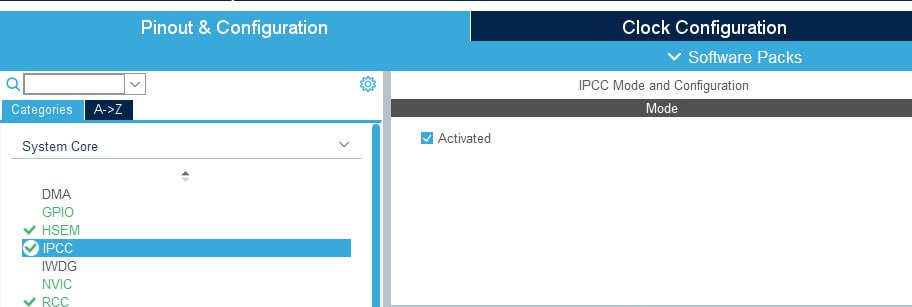 Pinout & Configuration
Clock Configuration
Software Packs
IPCC Mode and Configuration
Categories
A->Z
Mode
Activated
System Core
DMA
GPIO
HSEM
IPCC
IWDG
NVIC
RCC